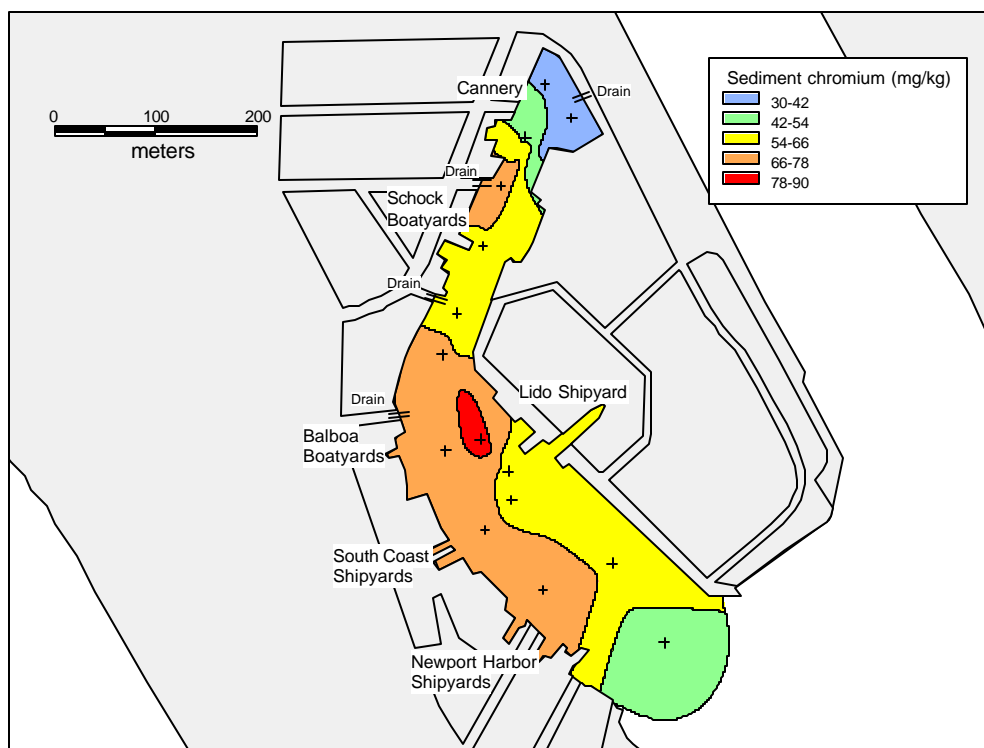 Cannery
Drain
Sediment chromium (mg/kg)
30-42
42-54
54-66
66-78
78-90
0
100
200
meters
Drain
Schock
Boatyards
Drain
Lido Shipyard
Drain
Balboa
Boatyards
South Coast
Shipyards
Newport Harbor
Shipyards